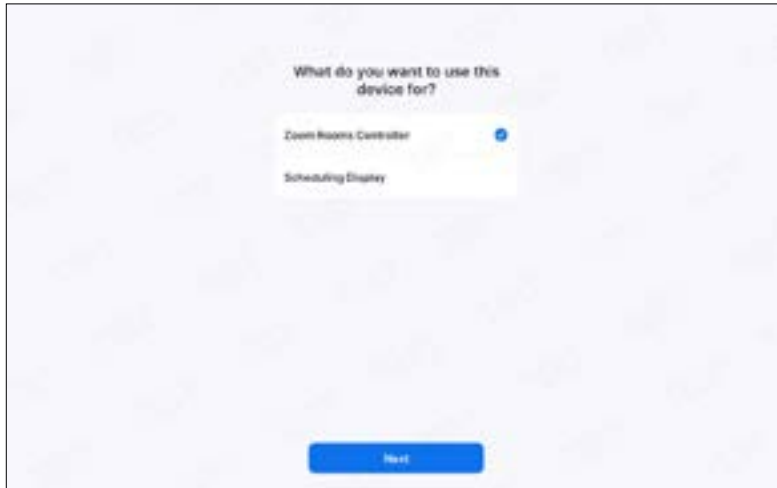 What do you want to use this
device for?
Zoom Rooms Controller
Scheduling Display
Next